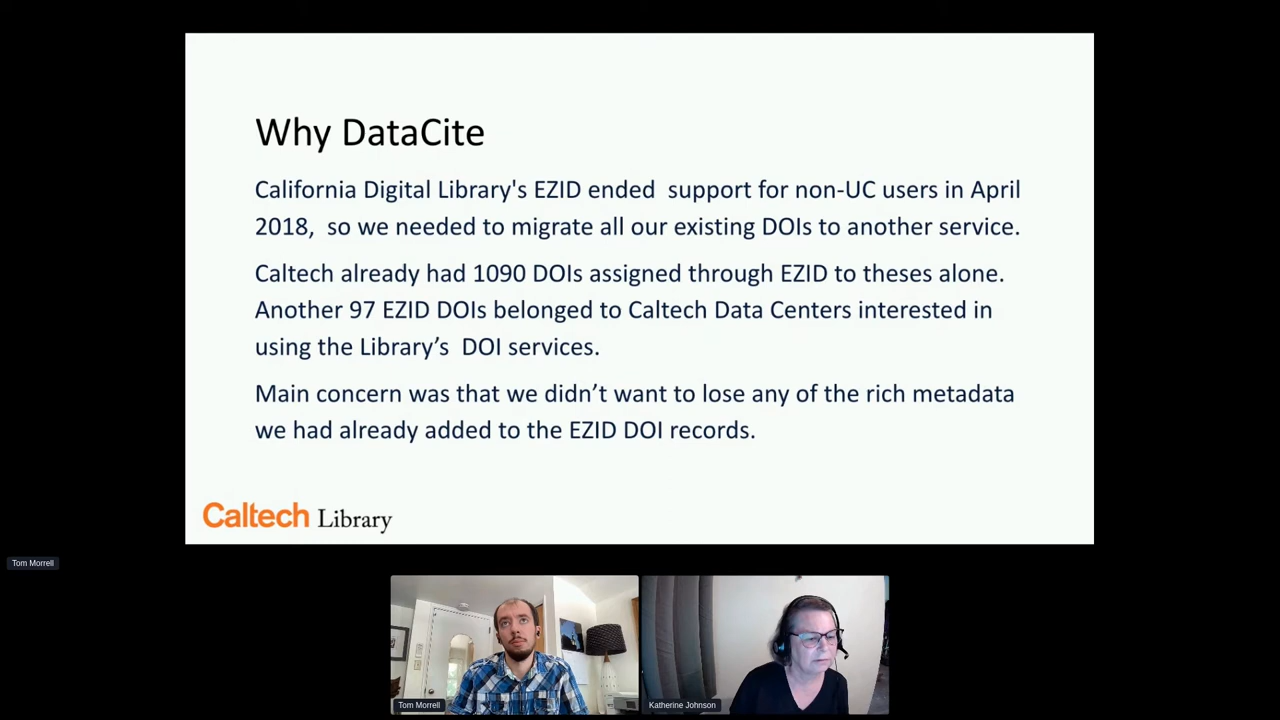 Why DataCite
California Digital Library's EZID ended  support for non-UC users in April
2018,  so we needed to migrate all our existing DOIs to another service.
Caltech already had 1090 DOIs assigned through EZID to theses alone.
Another 97 EZID DOIs belonged to Caltech Data Centers interested in
using the Library’s  DOI services.
Main concern was that we didn’t want to lose any of the rich metadata
we had already added to the EZID DOI records.
Caltech Library
Tom Morrell
Tom Morrell
Katherine Johnson